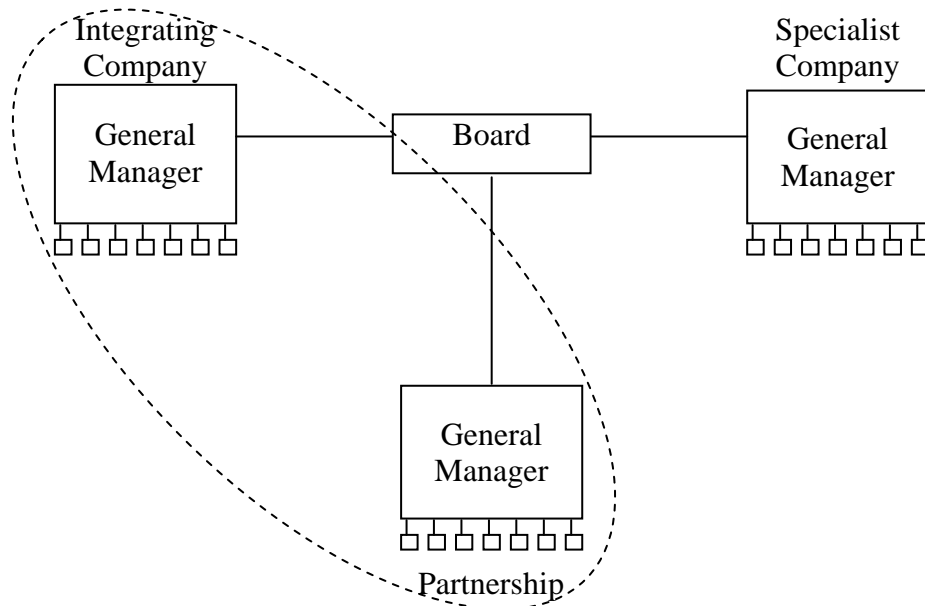 Integrating
Company
General
Manager
Board
Specialist
Company
General
Manager
General
Manager
Partnership